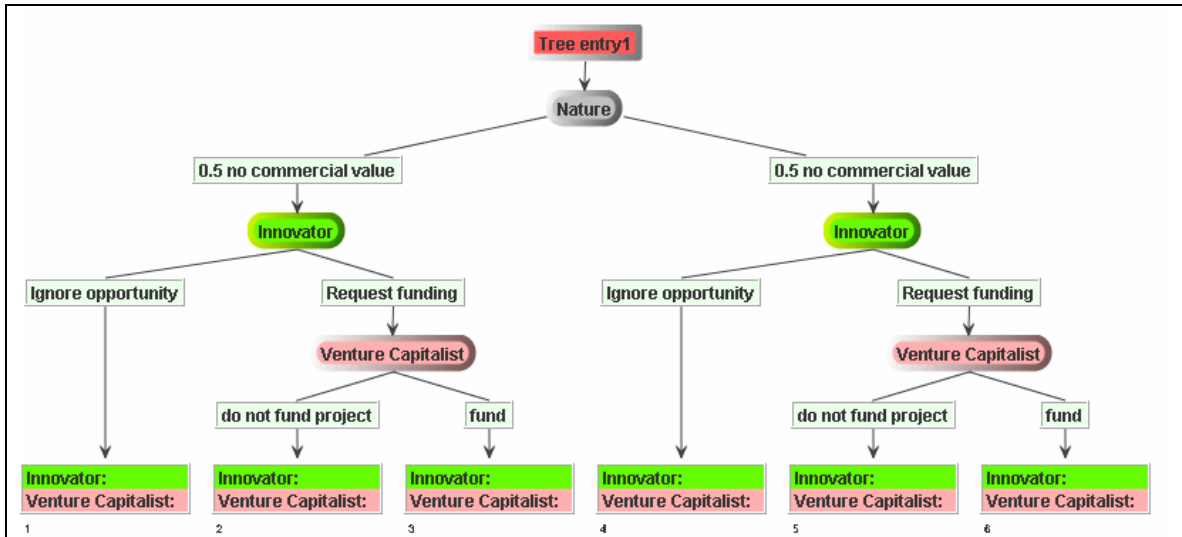 Tree entry1
Nature
0.5 no commercial value
0.5 no commercial value
Innovator
Innovator
Ignore opportunity
Request funding
Ignore opportunity
Request funding
Venture Capitalist
Venture Capitalist
do not fund project
fund
do not fund project
fund
Innovator:
Venture Capitalist:
1
Innovator:
Venture Capitalist:
2
Innovator:
Venture Capitalist:
3
Innovator:
Venture Capitalist:
4
Innovator:
Venture Capitalist:
5
Innovator:
Venture Capitalist:
6